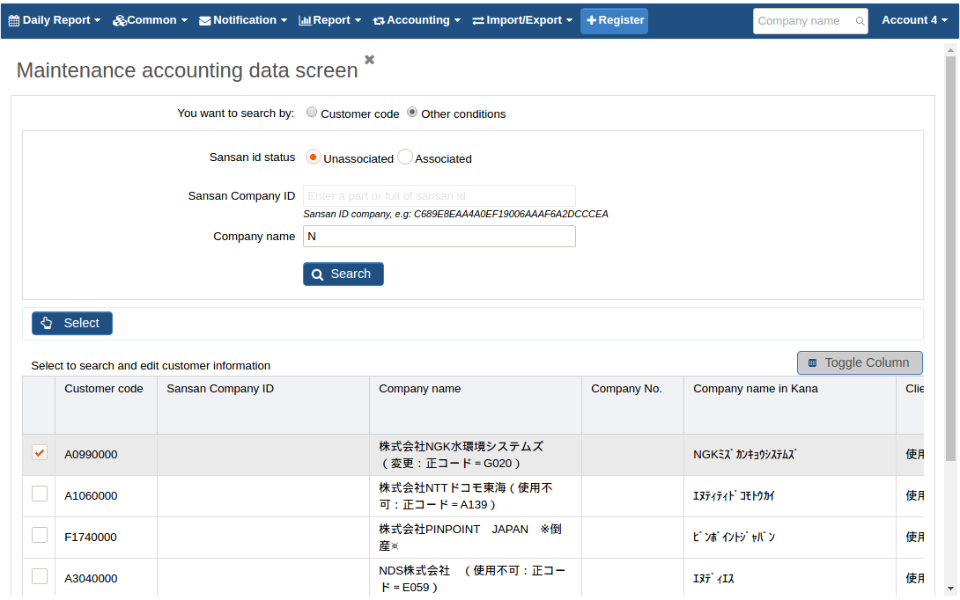 Daily Report Common Notification Report Accounting Import/Export Register Company name Account 4
Maintenance accounting data screen
You want to search by: Customer code Other conditions
Sansan id status Unassociated Associated
Sansan Company ID Enter a part or full of sansan id
Sansan ID company, e.g: C689E8EAA4A0EF19006AAAF6A2DCCCEA
Company name N
Search
Select
Select to search and edit customer information Toggle Column
Customer code Sansan Company ID Company name Company No. Company name in Kana Clie
A0990000 株式会社NGK水環境システムズ
（変更：正コード＝G020） NGKﾐｽﾞｶﾝｷｮｳｼｽﾃﾑｽﾞ 使用
A1060000 株式会社NTTドコモ東海（使用不
可：正コード＝A139） ｴﾇﾃｨﾃｨﾄﾞｺﾓﾄｳｶｲ 使用
F1740000 株式会社PINPOINT　JAPAN　※倒
産※ ﾋﾟﾝﾎﾟｲﾝﾄｼﾞｬﾊﾟﾝ 使用
A3040000 NDS株式会社　（使用不可：正コー
ド＝E059） ｴﾇﾃﾞｨｴｽ 使用